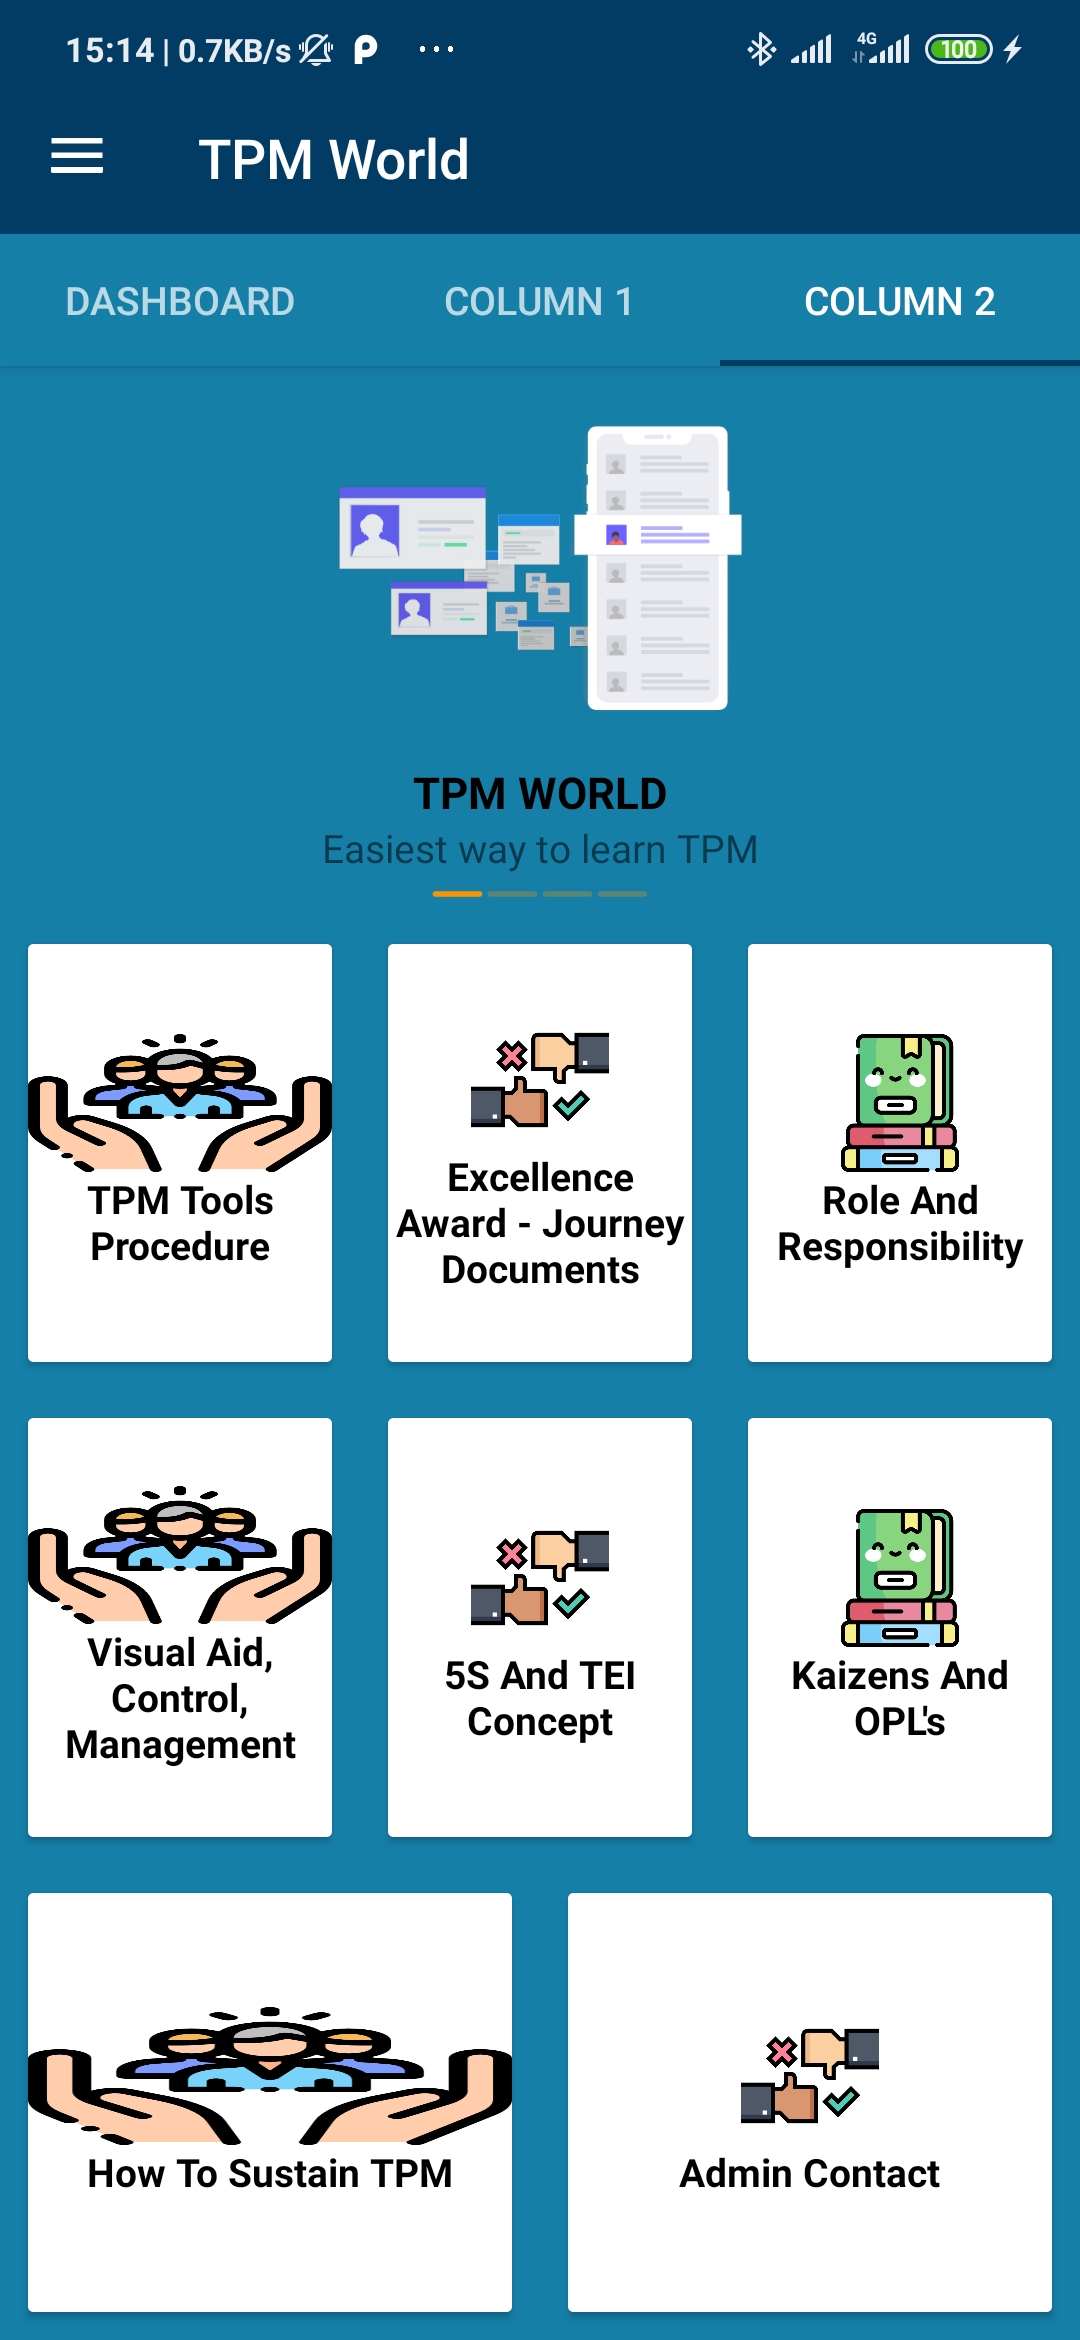 15:14 | 0.7KB/s
4G
100
TPM World
DASHBOARD
COLUMN 1
COLUMN 2
TPM WORLD
Easiest way to learn TPM
TPM Tools
Procedure
Excellence
Award - Journey
Documents
Role And
Responsibility
Visual Aid,
Control,
Management
5S And TEI
Concept
Kaizens And
OPL's
How To Sustain TPM
Admin Contact